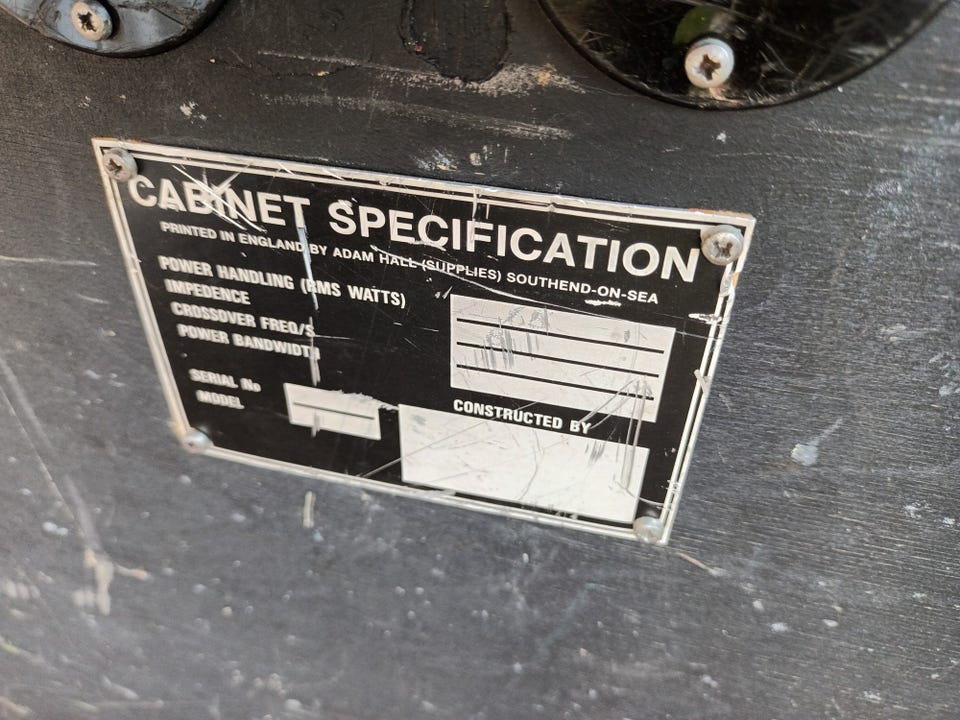 CABINET SPECIFICATION
PRINTED IN ENGLAND BY ADAM HALL (SUPPLIES) SOUTHEND-ON-SEA
POWER HANDLING (RMS WATTS)
IMPEDENCE
CROSSOVER FREQ/S
POWER BANDWIDTH
SERIAL No
MODEL
CONSTRUCTED BY